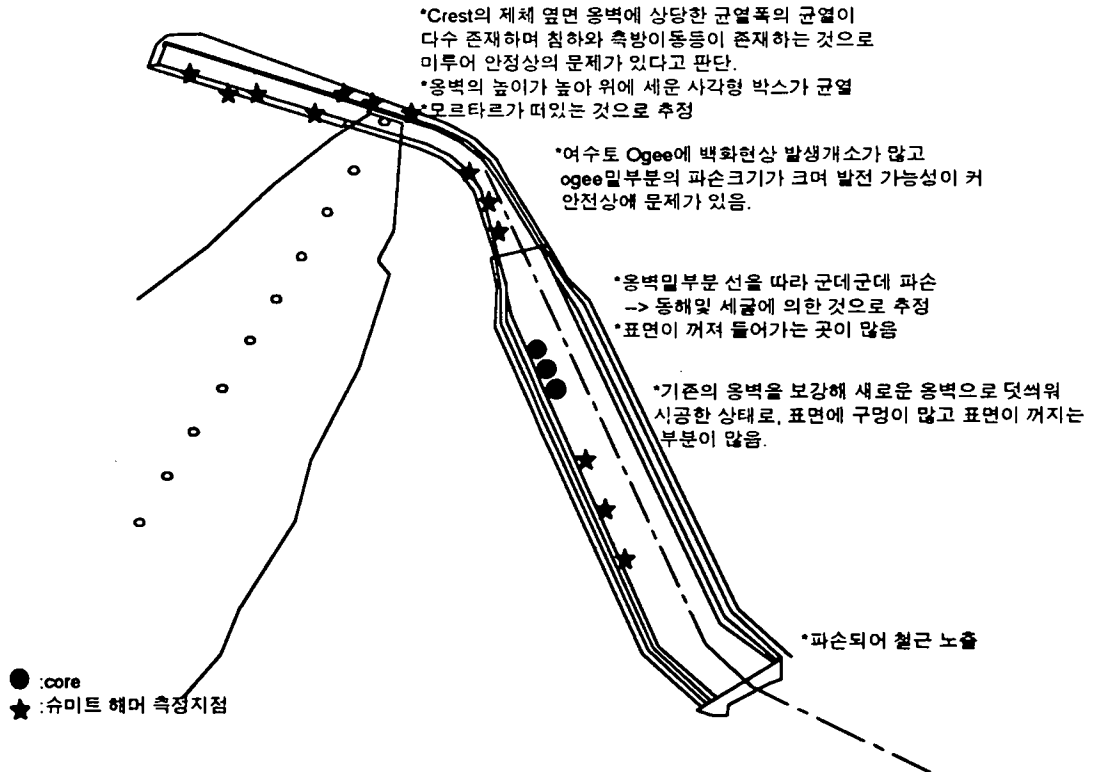 *Crest의 제체 옆면 옹벽에 상당한 균열폭의 균열이
다수 존재하며 침하와 측방이동등이 존재하는 것으로
미루어 안정상의 문제가 있다고 판단.
*옹벽의 높이가 높아 위에 세운 사각형 박스가 균열
*모르타르가 떠있는 것으로 추정
*여수토 Ogee에 백화현상 발생개소가 많고
ogee밑부분의 파손크기가 크며 발전 가능성이 커
안전상에 문제가 있음.
*옹벽밑부분 선을 따라 군데군데 파손
--> 동해및 세굴에 의한 것으로 추정
*표면이 꺼져 들어가는 곳이 많음
*기존의 옹벽을 보강해 새로운 옹벽으로 덧씌워
시공한 상태로, 표면에 구멍이 많고 표면이 꺼지는
부분이 많음.
*파손되어 철근 노출
:core
:슈미트 해머 측정지점